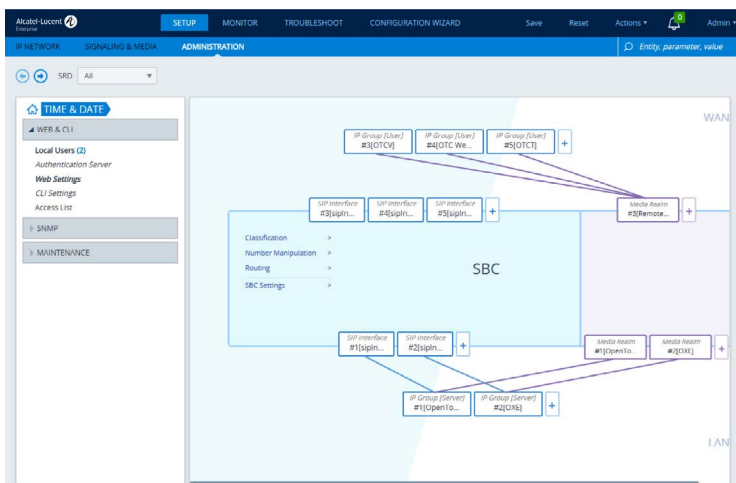 Alcatel-Lucent
Enterprise
SETUP MONITOR TROUBLESHOOT CONFIGURATION WIZARD Save Reset Actions 0 Admin
IP NETWORK SIGNALING & MEDIA ADMINISTRATION Entity, parameter, value
SRD All
TIME & DATE
WEB & CLI
Local Users (2)
Authentication Server
Web Settings
CLI Settings
Access List
SNMP
MAINTENANCE
WAN
IP Group [User] IP Group [User] IP Group [User]
#3[OTCV] #4[OTC We... #5[OTCT] +
SIP Interface SIP Interface SIP Interface Media Realm
#3[sipIn... #4[sipIn... #5[sipIn... + #3[Remote... +
Classification >
Number Manipulation >
Routing >
SBC Settings >
SBC
SIP Interface SIP Interface Media Realm Media Realm
#1[sipIn... #2[sipIn... + #1[OpenTo... #2[OXE] +
IP Group [Server] IP Group [Server]
#1[OpenTo... #2[OXE] +
LAN